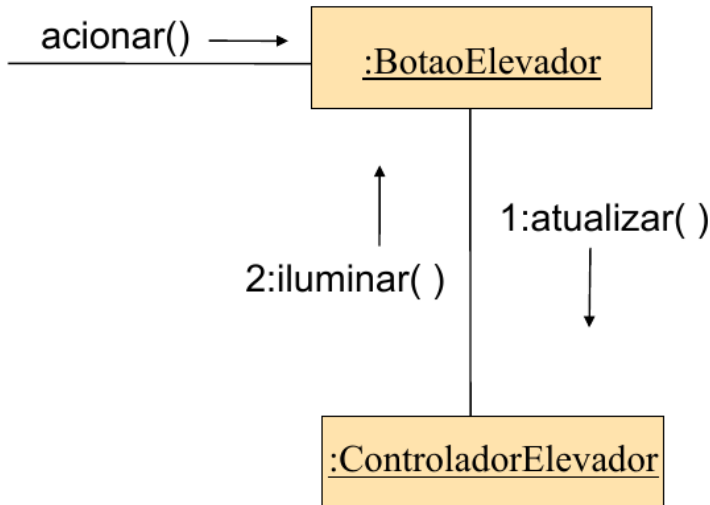 acionar()
:BotaoElevador
1:atualizar( )
2:iluminar( )
:ControladorElevador